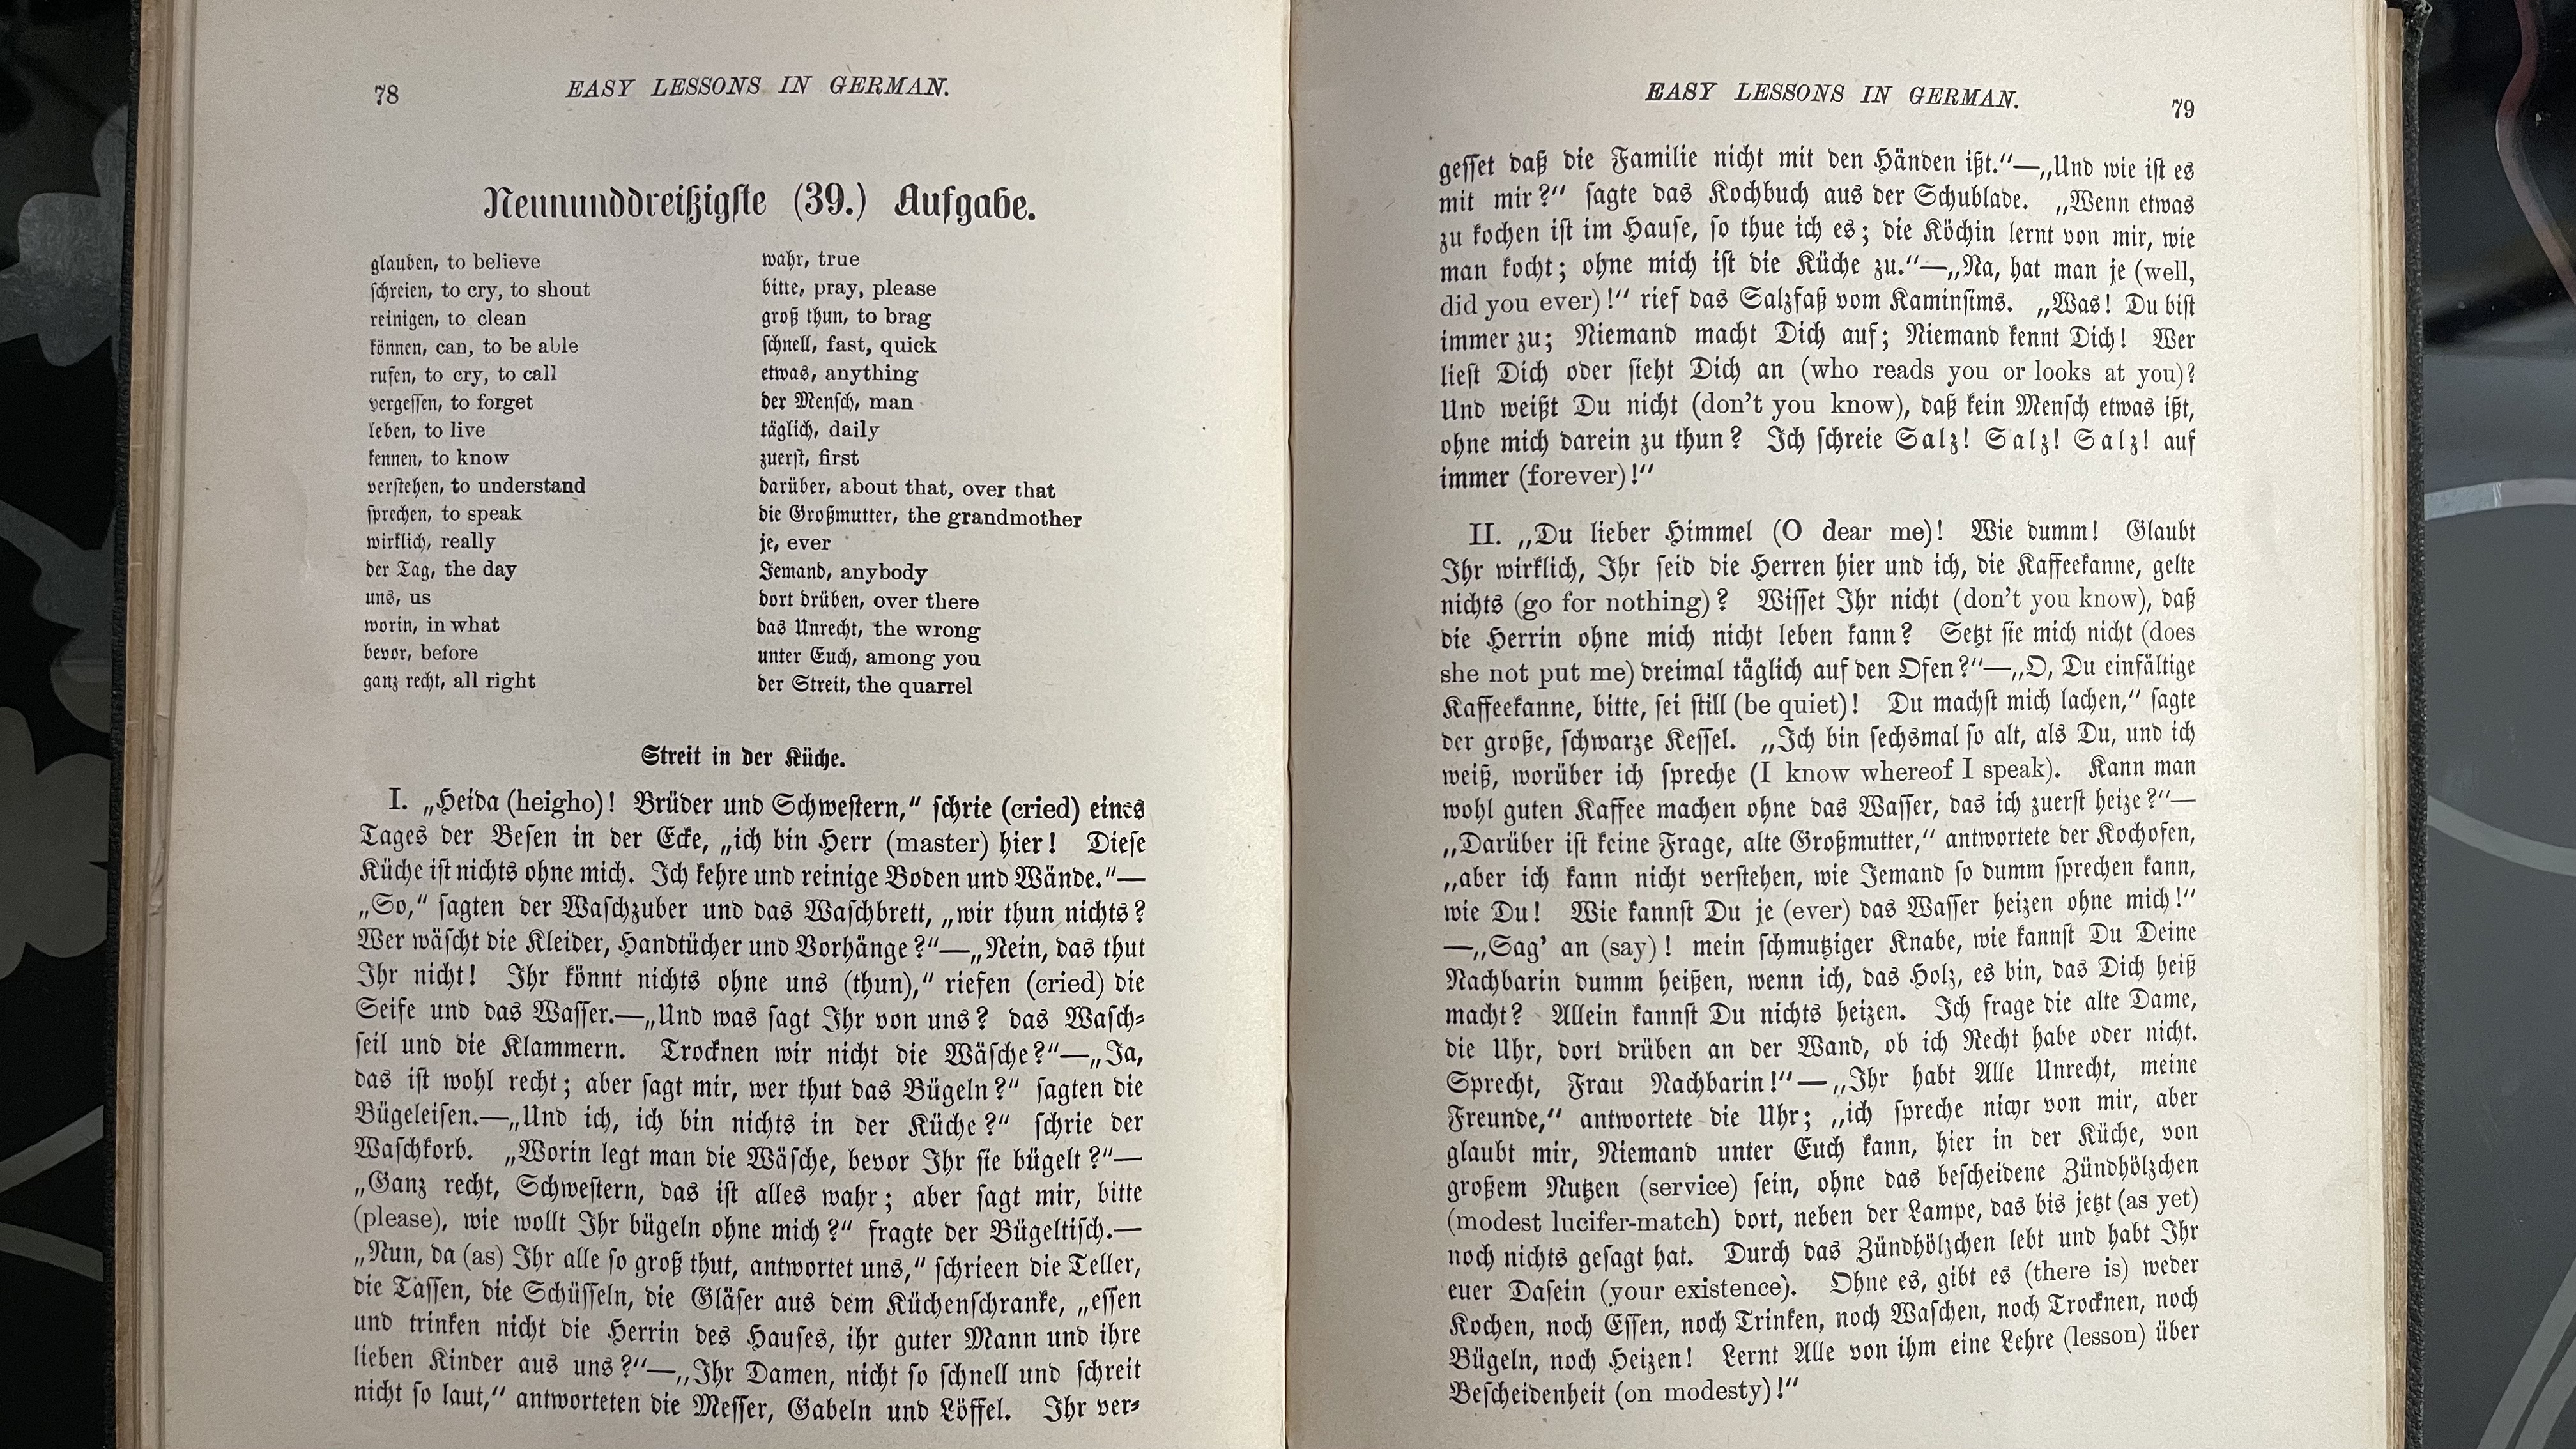 78
EASY LESSONS IN GERMAN.
Neununddreißigste (39.) Aufgabe.
glauben, to believe
schreien, to cry, to shout
reinigen, to clean
können, can, to be able
rufen, to cry, to call
vergessen, to forget
leben, to live
kennen, to know
verstehen, to understand
sprechen, to speak
wirklich, really
der Tag, the day
uns, us
worin, in what
bevor, before
ganz recht, all right
wahr, true
bitte, pray, please
groß thun, to brag
schnell, fast, quick
etwas, anything
der Mensch, man
täglich, daily
zuerst, first
darüber, about that, over that
die Großmutter, the grandmother
je, ever
Jemand, anybody
dort drüben, over there
das Unrecht, the wrong
unter Euch, among you
der Streit, the quarrel
Streit in der Küche.
I. „Heida (heigho)! Brüder und Schwestern,“ schrie (cried) eines
Tages der Besen in der Ecke, „ich bin Herr (master) hier! Diese
Küche ist nichts ohne mich. Ich kehre und reinige Boden und Wände.“—
„So,“ sagten der Waschzuber und das Waschbrett, „wir thun nichts?
Wer wäscht die Kleider, Handtücher und Vorhänge?“—„Nein, das thut
Ihr nicht! Ihr könnt nichts ohne uns (thun),“ riefen (cried) die
Seife und das Wasser.—„Und was sagt Ihr von uns? das Wasch-
seil und die Klammern. Trocknen wir nicht die Wäsche?“—„Ja,
das ist wohl recht; aber sagt mir, wer thut das Bügeln?“ sagten die
Bügeleisen.—„Und ich, ich bin nichts in der Küche?“ schrie der
Waschkorb. „Worin legt man die Wäsche, bevor Ihr sie bügelt?“—
„Ganz recht, Schwestern, das ist alles wahr; aber sagt mir, bitte
(please), wie wollt Ihr bügeln ohne mich?“ fragte der Bügeltisch.—
„Nun, da (as) Ihr alle so groß thut, antwortet uns,“ schrieen die Teller,
die Tassen, die Schüsseln, die Gläser aus dem Küchenschranke, „essen
und trinken nicht die Herrin des Hauses, ihr guter Mann und ihre
lieben Kinder aus uns?“—„Ihr Damen, nicht so schnell und schreit
nicht so laut,“ antworteten die Messer, Gabeln und Löffel. Ihr ver-
EASY LESSONS IN GERMAN.
79
gesset daß die Familie nicht mit den Händen ißt.“—„Und wie ist es
mit mir?“ sagte das Kochbuch aus der Schublade. „Wenn etwas
zu kochen ist im Hause, so thue ich es; die Köchin lernt von mir, wie
man kocht; ohne mich ist die Küche zu.“—„Na, hat man je (well,
did you ever)!“ rief das Salzfaß vom Kaminsims. „Was! Du bist
immer zu; Niemand macht Dich auf; Niemand kennt Dich! Wer
liest Dich oder sieht Dich an (who reads you or looks at you)?
Und weißt Du nicht (don't you know), daß kein Mensch etwas ißt,
ohne mich darein zu thun? Ich schreie Salz! Salz! Salz! auf
immer (forever)!“
II. „Du lieber Himmel (O dear me)! Wie dumm! Glaubt
Ihr wirklich, Ihr seid die Herren hier und ich, die Kaffeekanne, gelte
nichts (go for nothing)? Wisset Ihr nicht (don't you know), daß
die Herrin ohne mich nicht leben kann? Setzt sie mich nicht (does
she not put me) dreimal täglich auf den Ofen?“—„O, Du einfältige
Kaffeekanne, bitte, sei still (be quiet)! Du machst mich lachen,“ sagte
der große, schwarze Kessel. „Ich bin sechsmal so alt, als Du, und ich
weiß, worüber ich spreche (I know whereof I speak). Kann man
wohl guten Kaffee machen ohne das Wasser, das ich zuerst heize?“—
„Darüber ist keine Frage, alte Großmutter,“ antwortete der Kochofen,
„aber ich kann nicht verstehen, wie Jemand so dumm sprechen kann,
wie Du! Wie kannst Du je (ever) das Wasser heizen ohne mich!“
—„Sag' an (say)! mein schmutziger Knabe, wie kannst Du Deine
Nachbarin dumm heißen, wenn ich, das Holz, es bin, das Dich heiß
macht? Allein kannst Du nichts heizen. Ich frage die alte Dame,
die Uhr, dort drüben an der Wand, ob ich Recht habe oder nicht.
Sprecht, Frau Nachbarin!“—„Ihr habt Alle Unrecht, meine
Freunde,“ antwortete die Uhr; „ich spreche nicht von mir, aber
glaubt mir, Niemand unter Euch kann, hier in der Küche, von
großem Nutzen (service) sein, ohne das bescheidene Zündhölzchen
(modest lucifer-match) dort, neben der Lampe, das bis jetzt (as yet)
noch nichts gesagt hat. Durch das Zündhölzchen lebt und habt Ihr
euer Dasein (your existence). Ohne es, gibt es (there is) weder
Kochen, noch Essen, noch Trinken, noch Waschen, noch Trocknen, noch
Bügeln, noch Heizen! Lernt Alle von ihm eine Lehre (lesson) über
Bescheidenheit (on modesty)!“